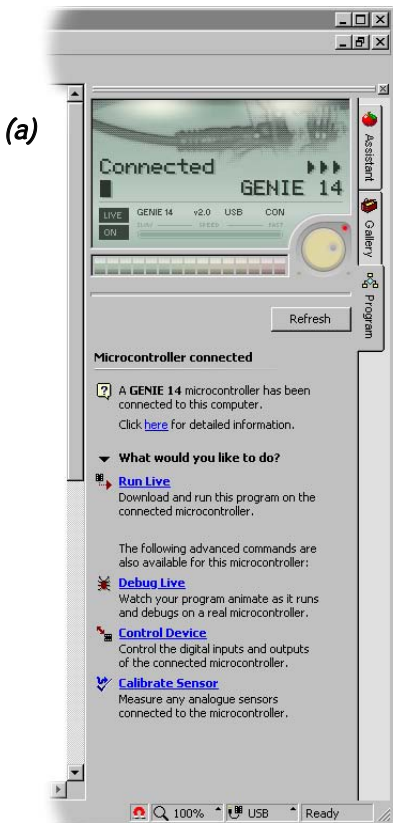 (a)
Connected
GENIE 14
LIVE GENIE 14 v2.0 USB CON
ON SLOW SPEED FAST
Assistant
Gallery
Program
Refresh
Microcontroller connected
A GENIE 14 microcontroller has been
connected to this computer.
Click here for detailed information.
What would you like to do?
Run Live
Download and run this program on the
connected microcontroller.
The following advanced commands are
also available for this microcontroller:
Debug Live
Watch your program animate as it runs
and debugs on a real microcontroller.
Control Device
Control the digital inputs and outputs
of the connected microcontroller.
Calibrate Sensor
Measure any analogue sensors
connected to the microcontroller.
100% USB Ready